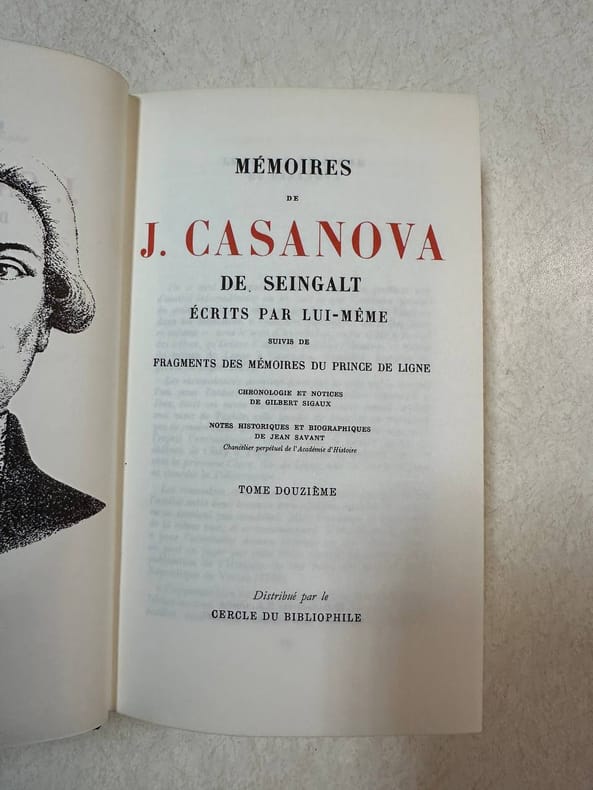 MÉMOIRES
DE
J. CASANOVA
DE SEINGALT
ÉCRITS PAR LUI-MÊME
SUIVIS DE
FRAGMENTS DES MÉMOIRES DU PRINCE DE LIGNE
CHRONOLOGIE ET NOTICES
DE GILBERT SIGAUX
NOTES HISTORIQUES ET BIOGRAPHIQUES
DE JEAN SAVANT
Chancelier perpétuel de l'Académie d'Histoire
TOME DOUZIÈME
Distribué par le
CERCLE DU BIBLIOPHILE